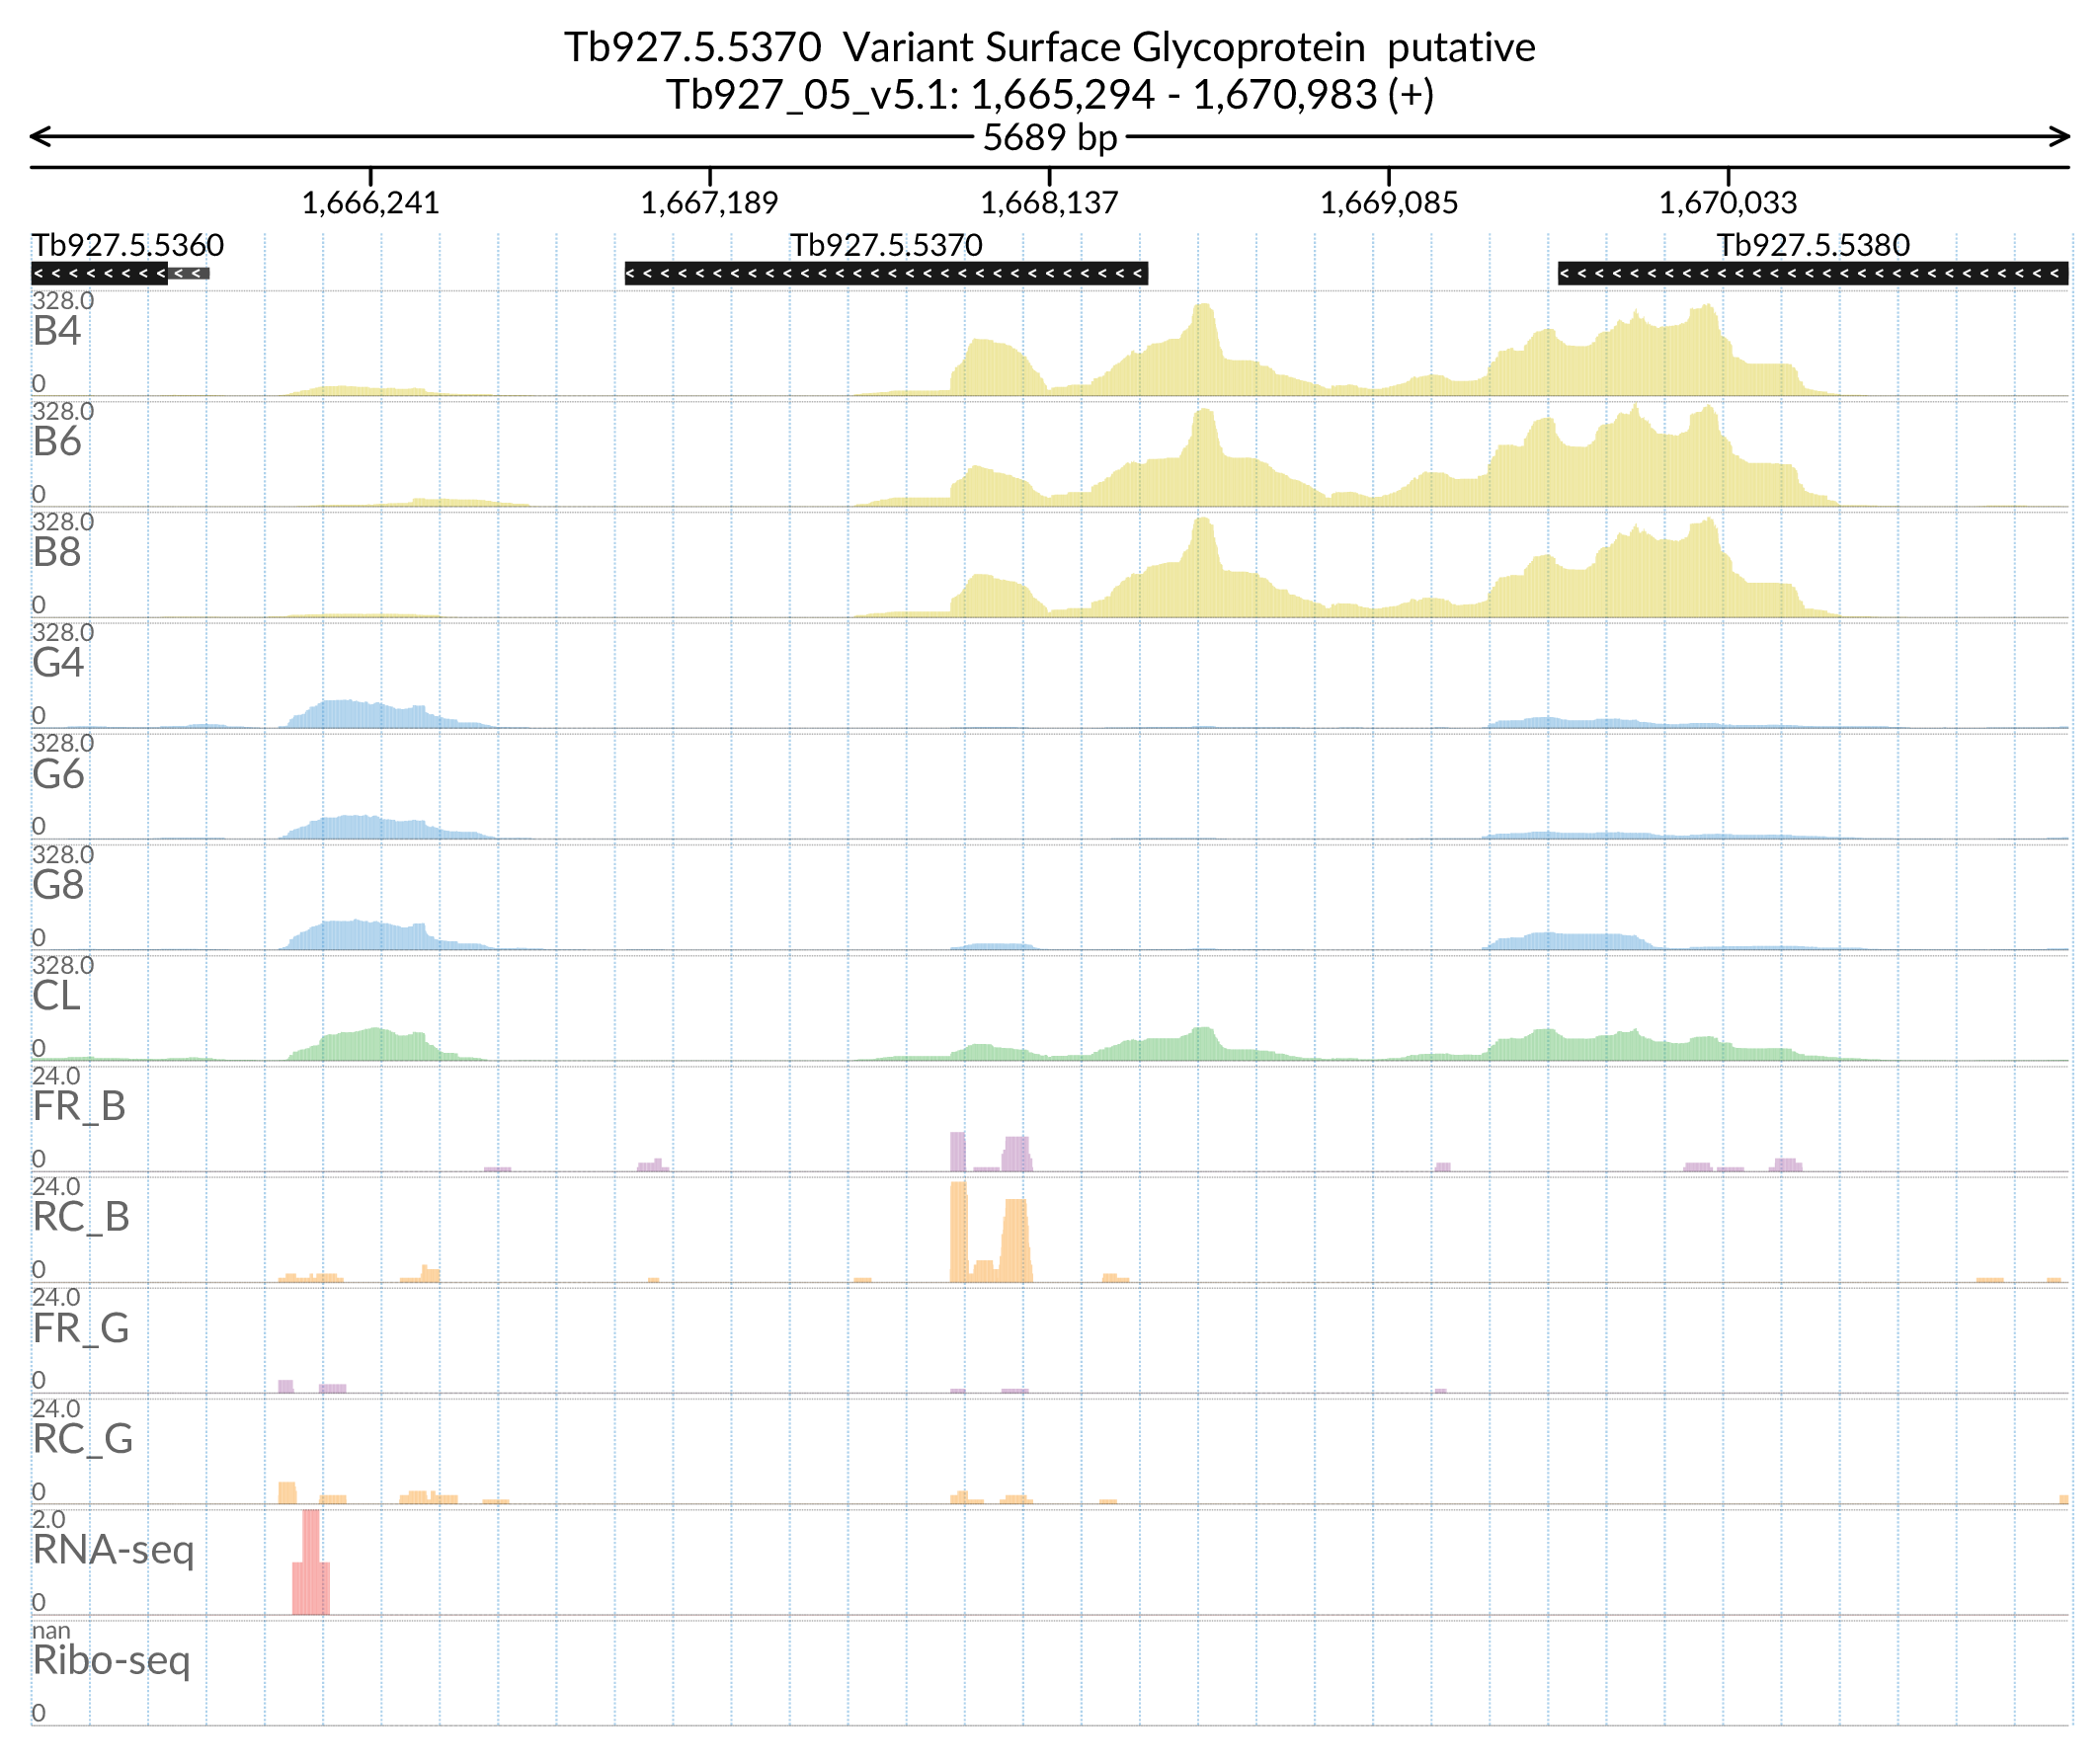 Tb927.5.5370  Variant Surface Glycoprotein  putative
Tb927_05_v5.1: 1,665,294 - 1,670,983 (+)
5689 bp
1,666,241 1,667,189 1,668,137 1,669,085 1,670,033
Tb927.5.5360 Tb927.5.5370 Tb927.5.5380
328.0
B4
0
328.0
B6
0
328.0
B8
0
328.0
G4
0
328.0
G6
0
328.0
G8
0
328.0
CL
0
24.0
FR_B
0
24.0
RC_B
0
24.0
FR_G
0
24.0
RC_G
0
2.0
RNA-seq
0
nan
Ribo-seq
0